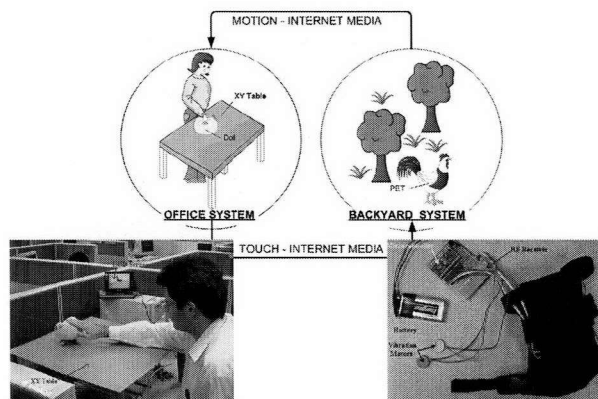 MOTION - INTERNET MEDIA
XY Table
Doll
PET
OFFICE SYSTEM
BACKYARD SYSTEM
TOUCH - INTERNET MEDIA
RF Receiver
Battery
Vibration
Motors
XY Table